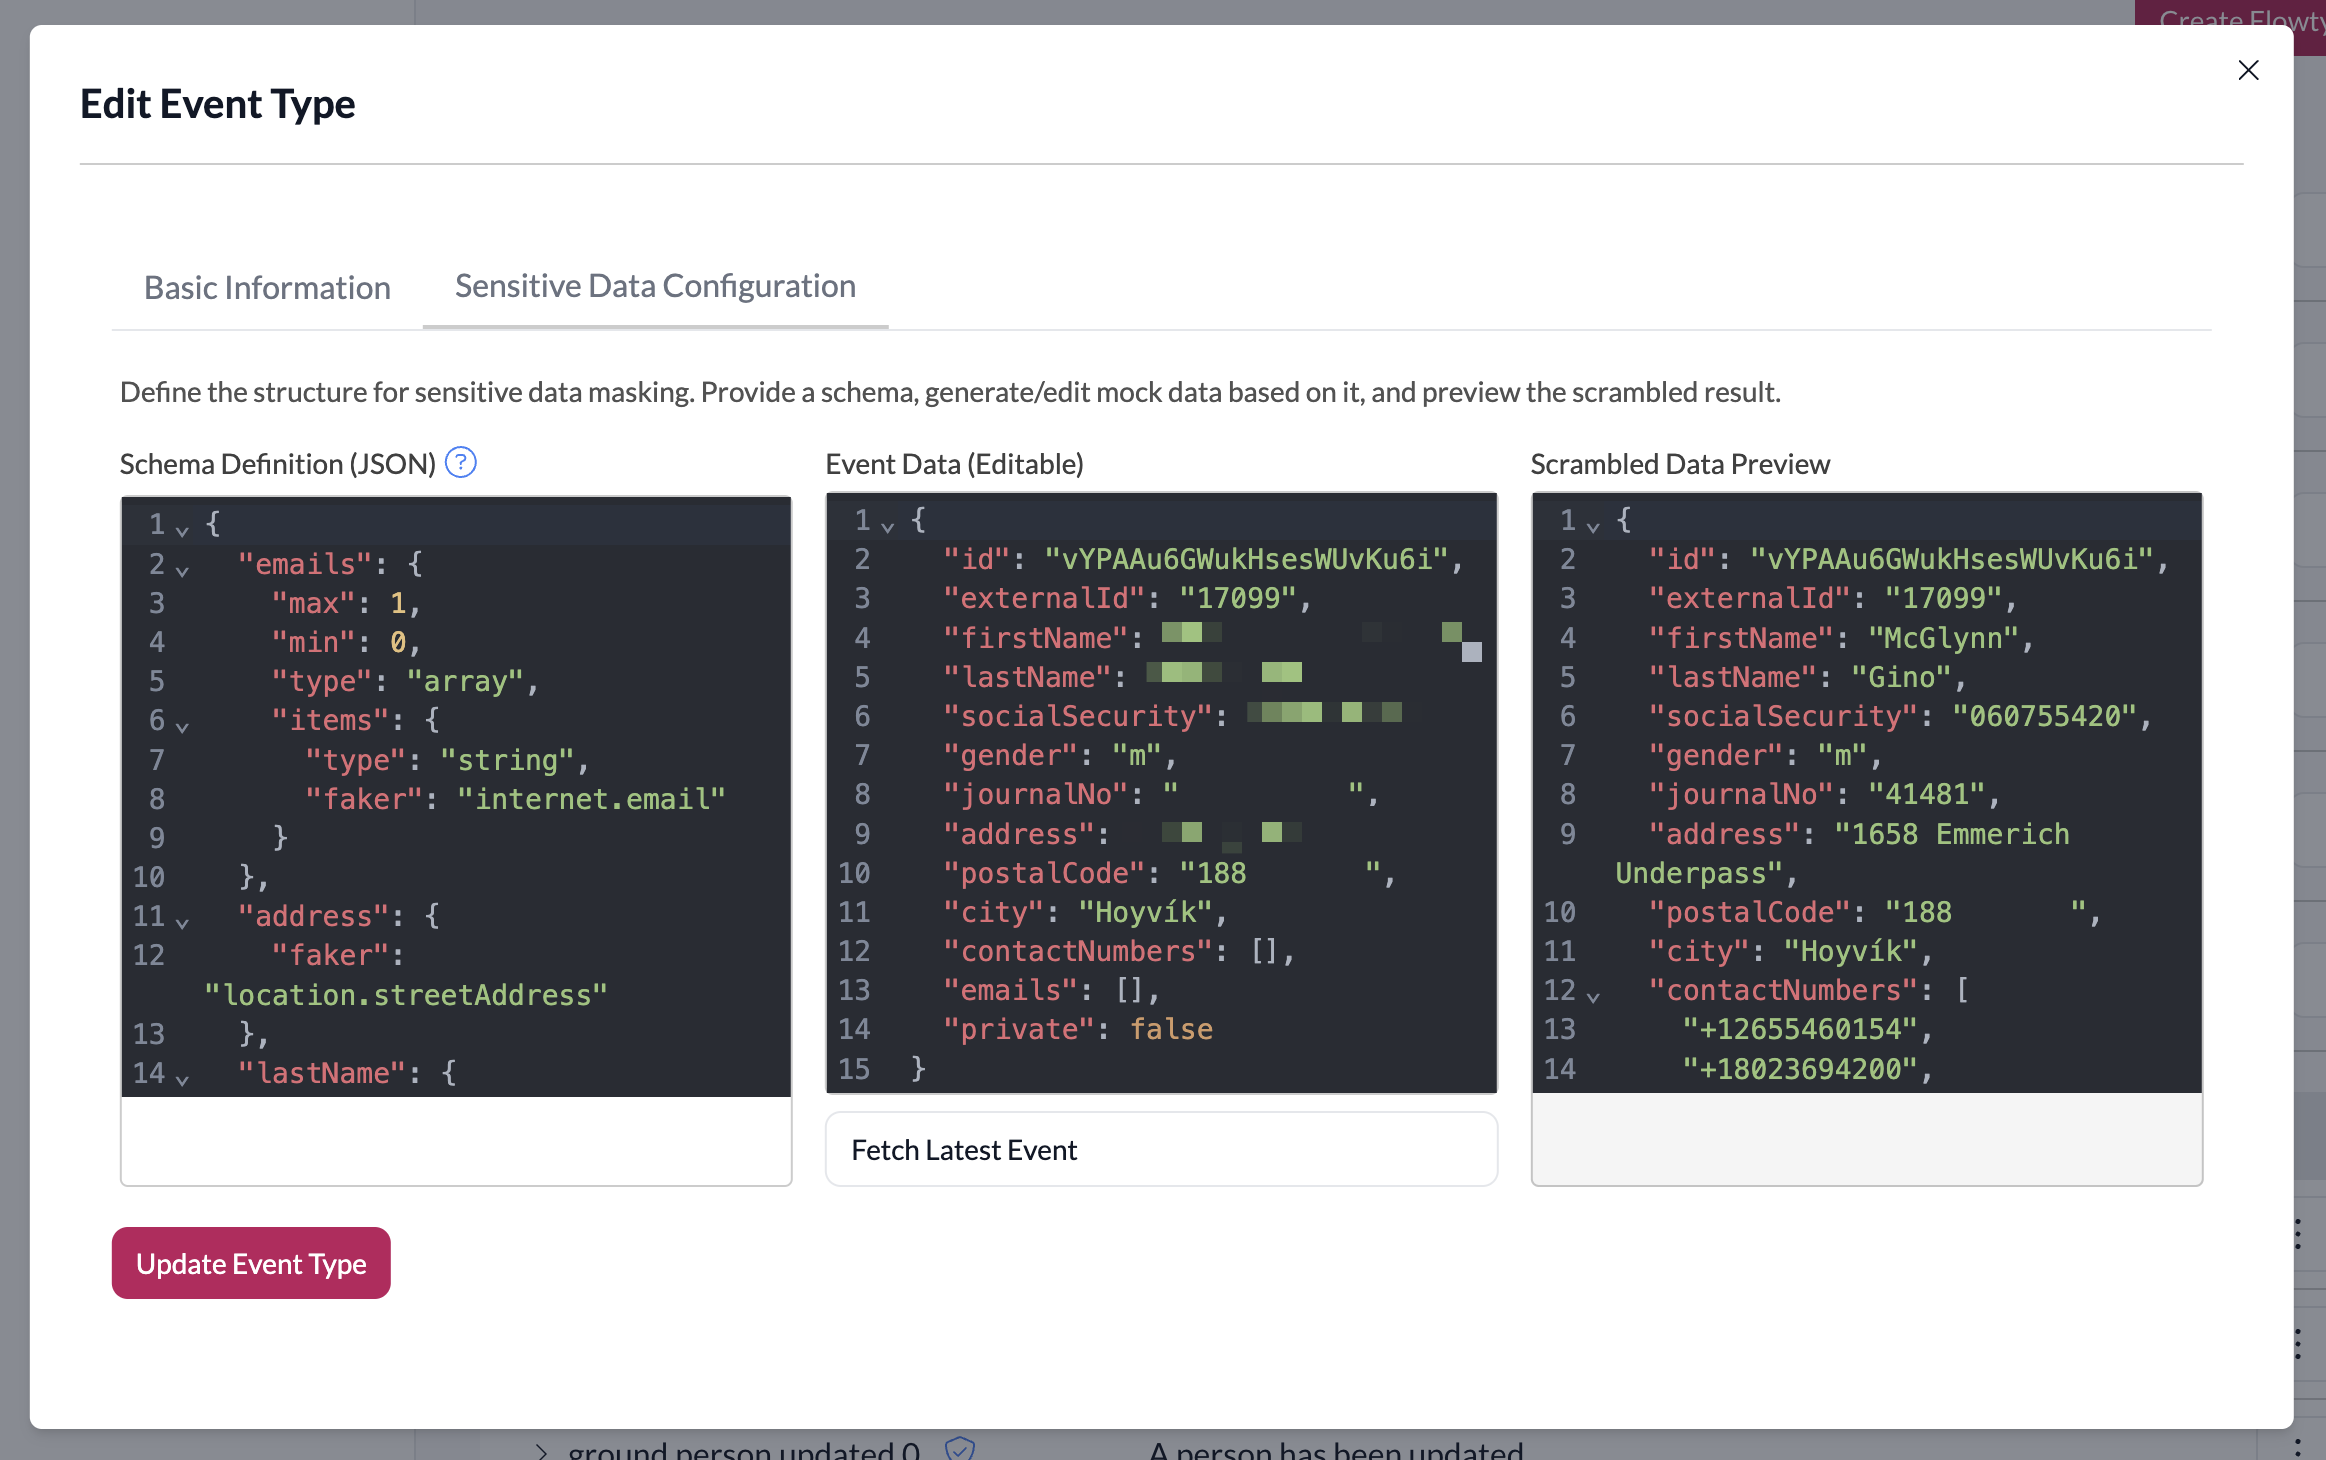 Create Flowty
Edit Event Type
Basic Information
Sensitive Data Configuration
Define the structure for sensitive data masking. Provide a schema, generate/edit mock data based on it, and preview the scrambled result.
Schema Definition (JSON) ?
1 {
2 "emails": {
3 "max": 1,
4 "min": 0,
5 "type": "array",
6 "items": {
7 "type": "string",
8 "faker": "internet.email"
9 }
10 },
11 "address": {
12 "faker":
"location.streetAddress"
13 },
14 "lastName": {
Event Data (Editable)
1 {
2 "id": "vYPAAu6GWukHsesWUvKu6i",
3 "externalId": "17099",
4 "firstName":
5 "lastName":
6 "socialSecurity":
7 "gender": "m",
8 "journalNo": "          ",
9 "address":
10 "postalCode": "188       ",
11 "city": "Hoyvík",
12 "contactNumbers": [],
13 "emails": [],
14 "private": false
15 }
Fetch Latest Event
Scrambled Data Preview
1 {
2 "id": "vYPAAu6GWukHsesWUvKu6i",
3 "externalId": "17099",
4 "firstName": "McGlynn",
5 "lastName": "Gino",
6 "socialSecurity": "060755420",
7 "gender": "m",
8 "journalNo": "41481",
9 "address": "1658 Emmerich
Underpass",
10 "postalCode": "188       ",
11 "city": "Hoyvík",
12 "contactNumbers": [
13 "+12655460154",
14 "+18023694200",
Update Event Type
ground person updated 0
A person has been updated